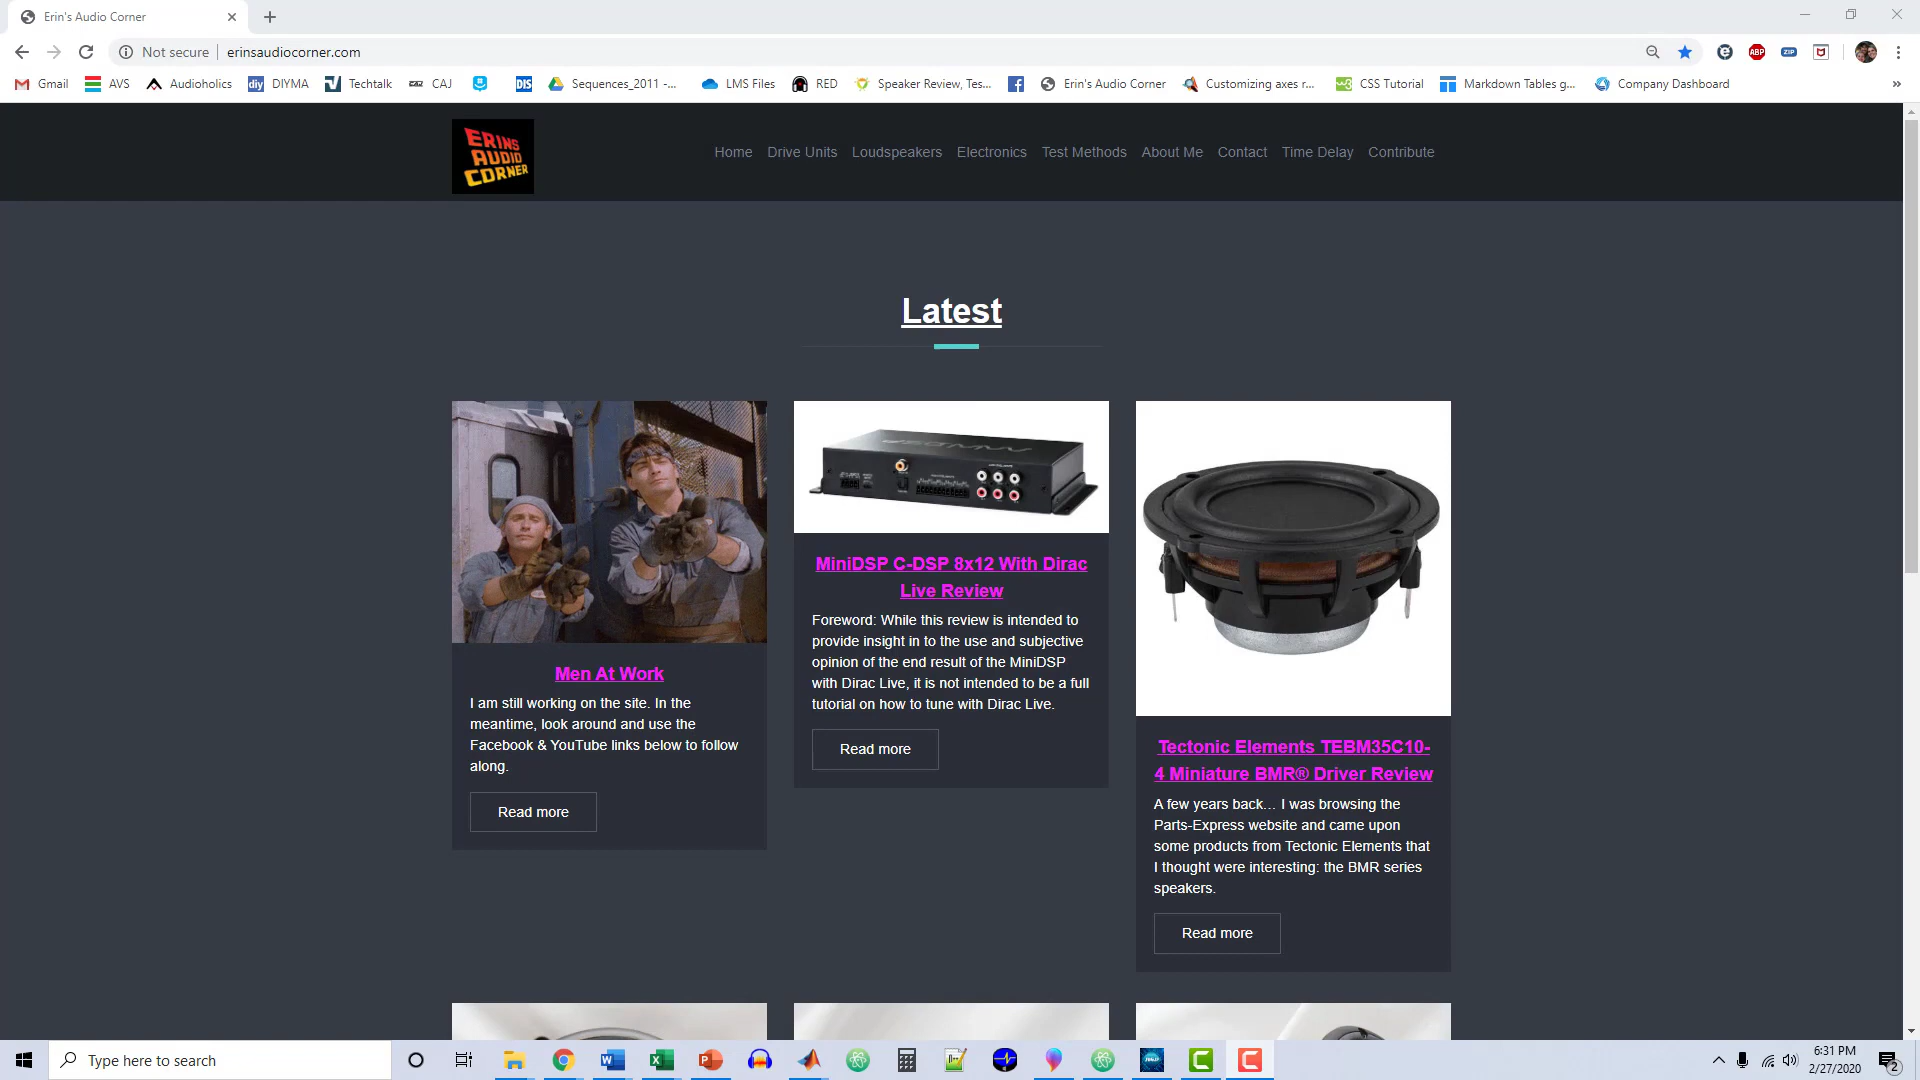 Erin's Audio Corner
Not secure
erinsaudiocorner.com
ABP
ZIP
Gmail
AVS
Audioholics
diy
DIYMA
Techtalk
CAJ
DIS
Sequences_2011 -...
LMS Files
RED
Speaker Review, Tes...
Erin's Audio Corner
Customizing axes r...
CSS Tutorial
Markdown Tables g...
Company Dashboard
»
ERINS
AUDIO
CORNER
Home
Drive Units
Loudspeakers
Electronics
Test Methods
About Me
Contact
Time Delay
Contribute
Latest
Men At Work
I am still working on the site. In the
meantime, look around and use the
Facebook & YouTube links below to follow
along.
Read more
MiniDSP C-DSP 8x12 With Dirac
Live Review
Foreword: While this review is intended to
provide insight in to the use and subjective
opinion of the end result of the MiniDSP
with Dirac Live, it is not intended to be a full
tutorial on how to tune with Dirac Live.
Read more
Tectonic Elements TEBM35C10-
4 Miniature BMR® Driver Review
A few years back… I was browsing the
Parts-Express website and came upon
some products from Tectonic Elements that
I thought were interesting: the BMR series
speakers.
Read more
Type here to search
6:31 PM
2/27/2020
2